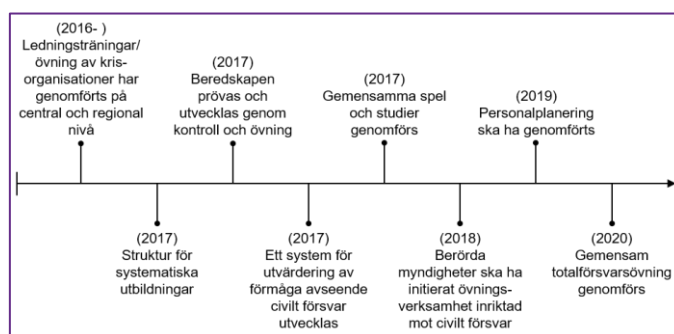 (2016- )
Ledningsträningar/
övning av kris-
organisationer har
genomförts på
central och regional
nivå
(2017)
Beredskapen
prövas och
utvecklas genom
kontroll och övning
(2017)
Gemensamma spel
och studier
genomförs
(2019)
Personalplanering
ska ha genomförts
(2017)
Struktur för
systematiska
utbildningar
(2017)
Ett system för
utvärdering av
förmåga avseende
civilt försvar
utvecklas
(2018)
Berörda
myndigheter ska ha
initierat övnings-
verksamhet inriktad
mot civilt försvar
(2020)
Gemensam
totalförsvarsövning
genomförs